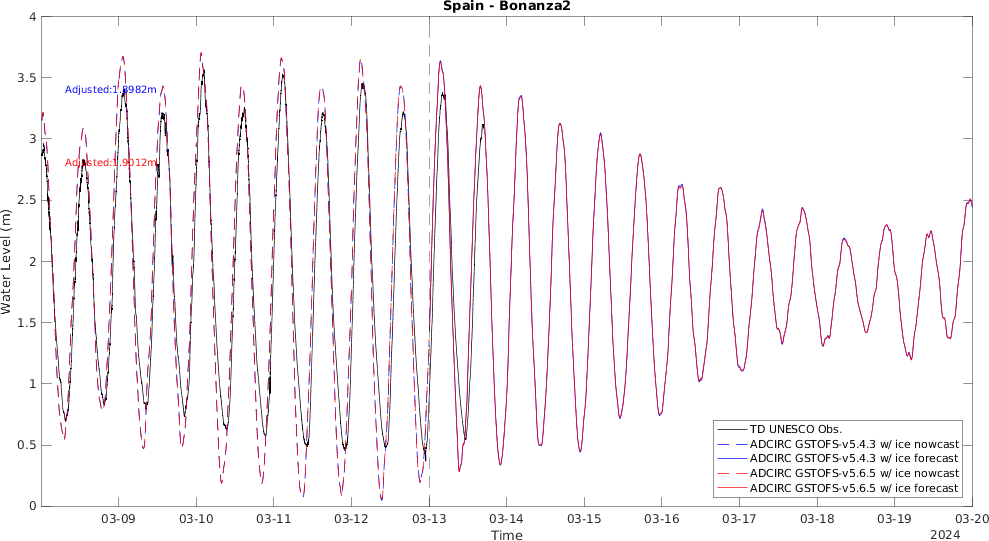 Spain - Bonanza2
Water Level (m)
4
3.5
3
2.5
2
1.5
1
0.5
0
Adjusted:1.8982m
Adjusted:1.9012m
TD UNESCO Obs.
ADCIRC GSTOFS-v5.4.3 w/ ice nowcast
ADCIRC GSTOFS-v5.4.3 w/ ice forecast
ADCIRC GSTOFS-v5.6.5 w/ ice nowcast
ADCIRC GSTOFS-v5.6.5 w/ ice forecast
03-09 03-10 03-11 03-12 03-13 03-14 03-15 03-16 03-17 03-18 03-19 03-20
Time
2024